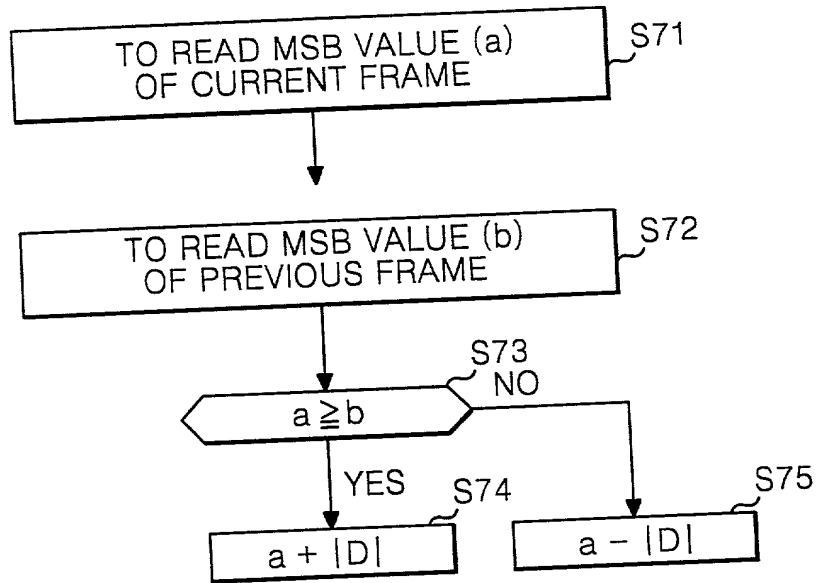 TO READ MSB VALUE (a)
OF CURRENT FRAME
S71
TO READ MSB VALUE (b)
OF PREVIOUS FRAME
S72
S73
a ≧ b
NO
YES
S74
a + |D|
S75
a − |D|